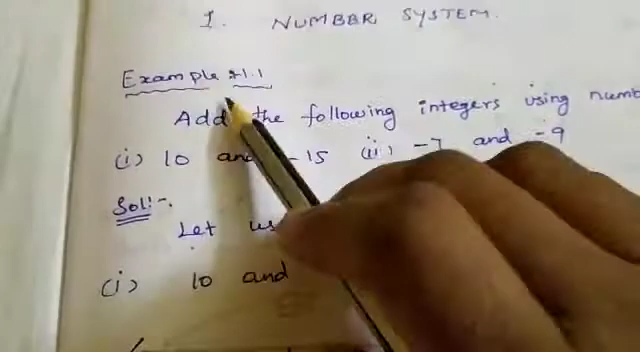 1. NUMBER SYSTEM.
Example 1.1
Add the following integers using
(i) 10 and -15 (ii) -7 and -9
Sol:-
Let us
(i) 10 and